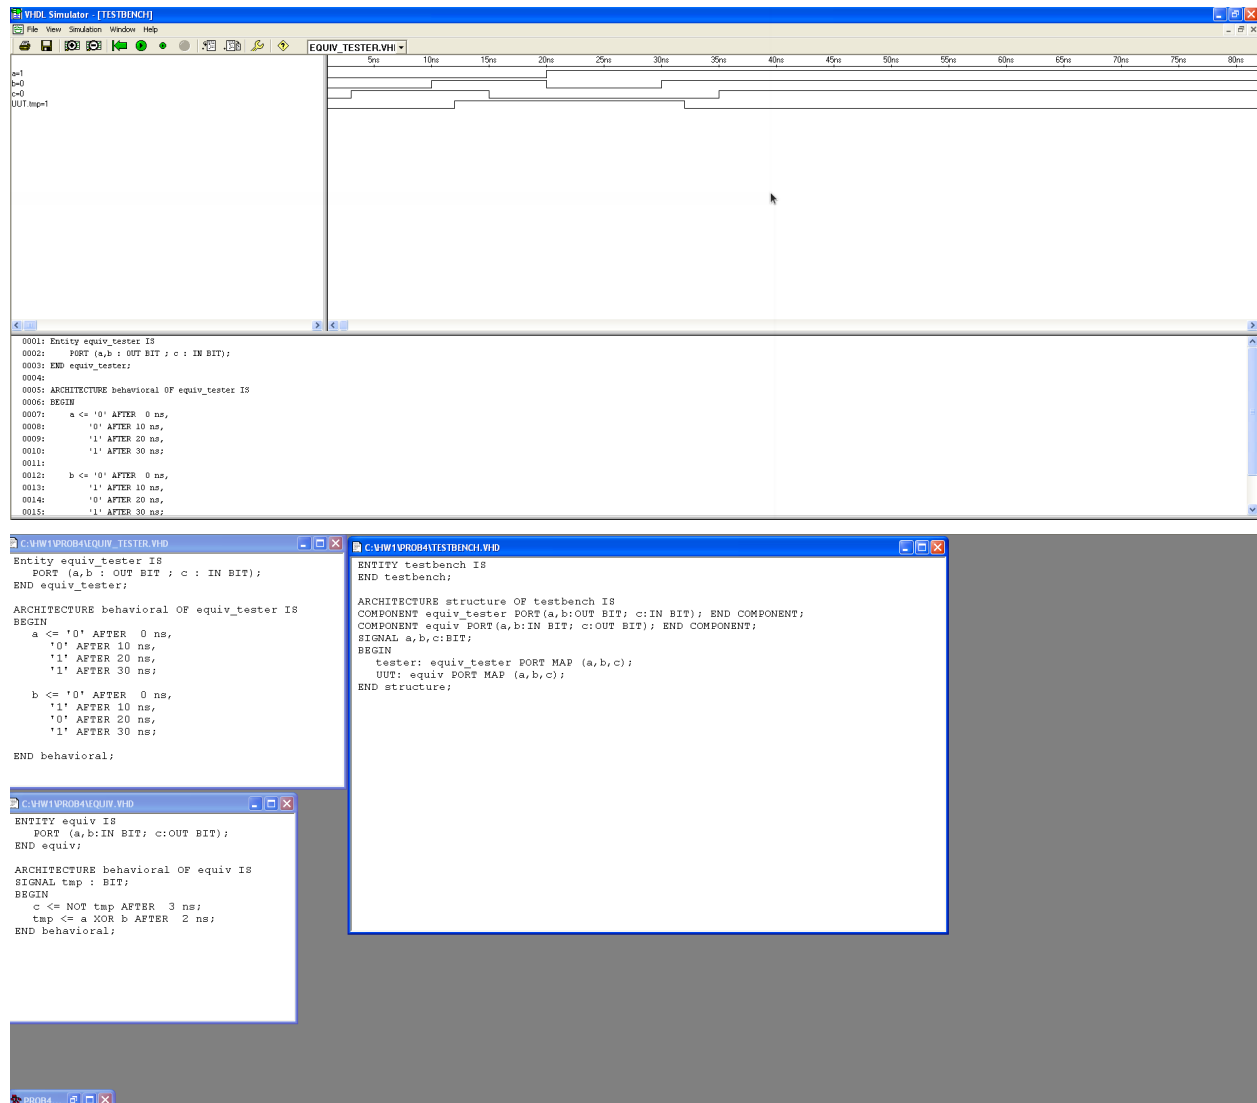 VHDL Simulator - [TESTBENCH]
File View Simulation Window Help
EQUIV_TESTER.VHI
5ns 10ns 15ns 20ns 25ns 30ns 35ns 40ns 45ns 50ns 55ns 60ns 65ns 70ns 75ns 80ns
a=1
b=0
c=0
UUT.tmp=1
0001: Entity equiv_tester IS
0002: PORT (a,b : OUT BIT ; c : IN BIT);
0003: END equiv_tester;
0004:
0005: ARCHITECTURE behavioral OF equiv_tester IS
0006: BEGIN
0007: a <= '0' AFTER 0 ns,
0008: '0' AFTER 10 ns,
0009: '1' AFTER 20 ns,
0010: '1' AFTER 30 ns;
0011:
0012: b <= '0' AFTER 0 ns,
0013: '1' AFTER 10 ns,
0014: '0' AFTER 20 ns,
0015: '1' AFTER 30 ns;
C:\HW1\PROB4\EQUIV_TESTER.VHD
Entity equiv_tester IS
PORT (a,b : OUT BIT ; c : IN BIT);
END equiv_tester;
ARCHITECTURE behavioral OF equiv_tester IS
BEGIN
a <= '0' AFTER 0 ns,
'0' AFTER 10 ns,
'1' AFTER 20 ns,
'1' AFTER 30 ns;
b <= '0' AFTER 0 ns,
'1' AFTER 10 ns,
'0' AFTER 20 ns,
'1' AFTER 30 ns;
END behavioral;
C:\HW1\PROB4\TESTBENCH.VHD
ENTITY testbench IS
END testbench;
ARCHITECTURE structure OF testbench IS
COMPONENT equiv_tester PORT(a,b:OUT BIT; c:IN BIT); END COMPONENT;
COMPONENT equiv PORT(a,b:IN BIT; c:OUT BIT); END COMPONENT;
SIGNAL a,b,c:BIT;
BEGIN
tester: equiv_tester PORT MAP (a,b,c);
UUT: equiv PORT MAP (a,b,c);
END structure;
C:\HW1\PROB4\EQUIV.VHD
ENTITY equiv IS
PORT (a,b:IN BIT; c:OUT BIT);
END equiv;
ARCHITECTURE behavioral OF equiv IS
SIGNAL tmp : BIT;
BEGIN
c <= NOT tmp AFTER 3 ns;
tmp <= a XOR b AFTER 2 ns;
END behavioral;
PROB4